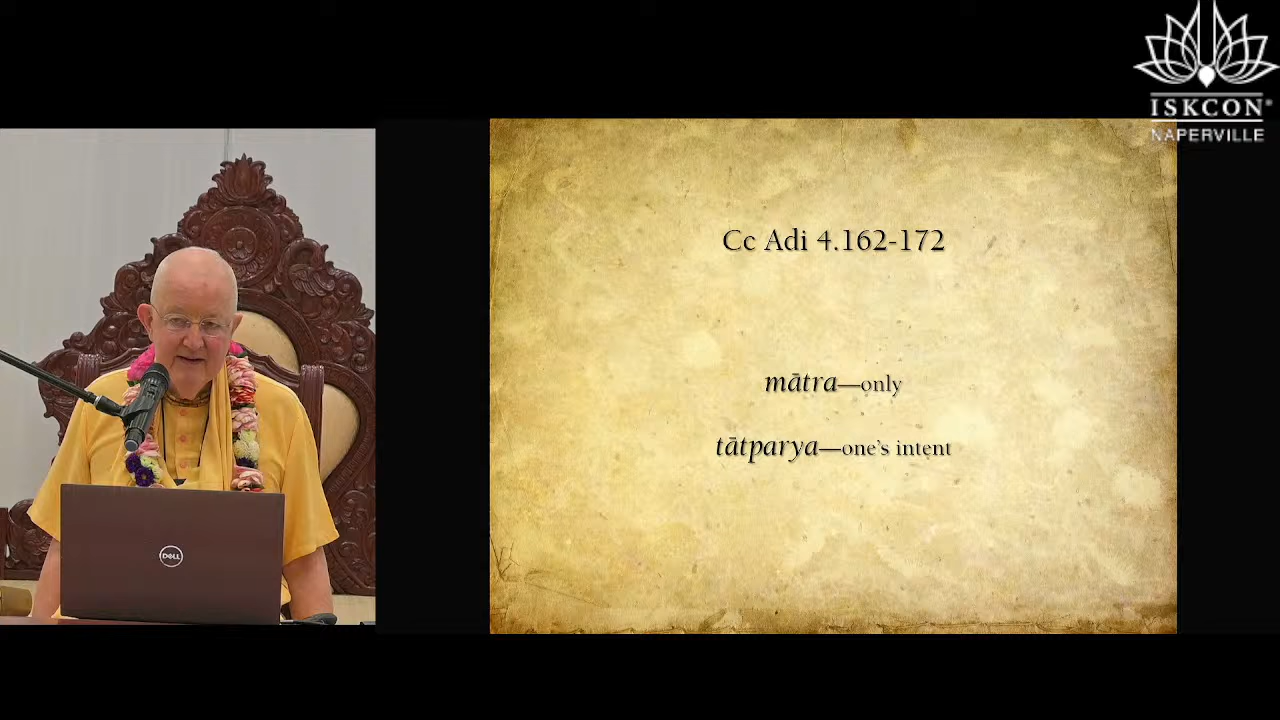 ISKCON®
NAPERVILLE
Cc Adi 4.162-172
mātra—only
tātparya—one's intent
DELL